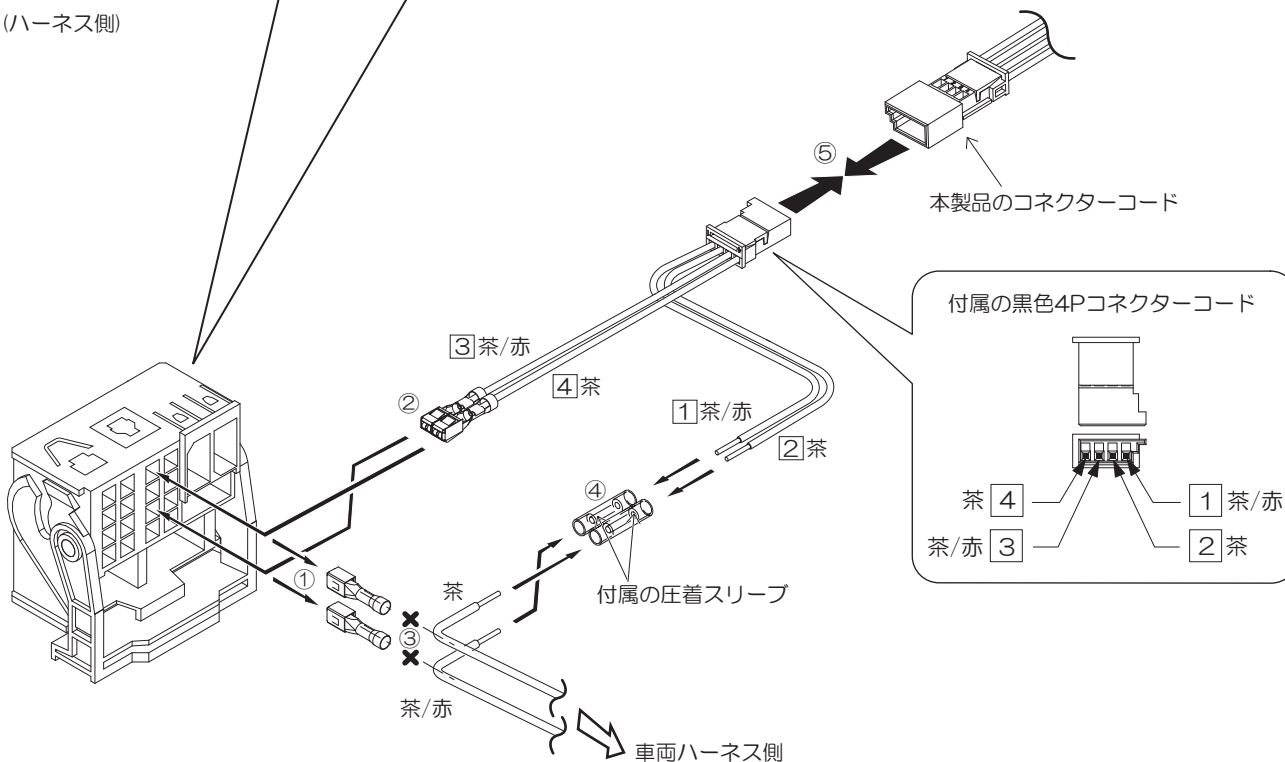 (ハーネス側)
⑤
本製品のコネクターコード
付属の黒色4Pコネクターコード
3 茶/赤
4 茶
②
1 茶/赤
2 茶
茶 4
1 茶/赤
茶/赤 3
2 茶
④
付属の圧着スリーブ
①
茶
③
茶/赤
車両ハーネス側